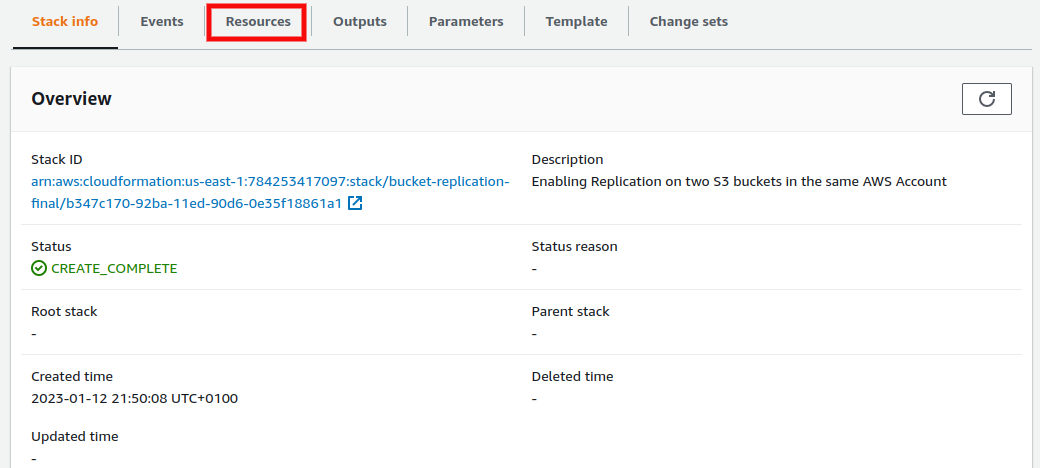 Stack info Events Resources Outputs Parameters Template Change sets
Overview
Stack ID
arn:aws:cloudformation:us-east-1:784253417097:stack/bucket-replication-
final/b347c170-92ba-11ed-90d6-0e35f18861a1
Description
Enabling Replication on two S3 buckets in the same AWS Account
Status
CREATE_COMPLETE
Status reason
-
Root stack
-
Parent stack
-
Created time
2023-01-12 21:50:08 UTC+0100
Deleted time
-
Updated time
-